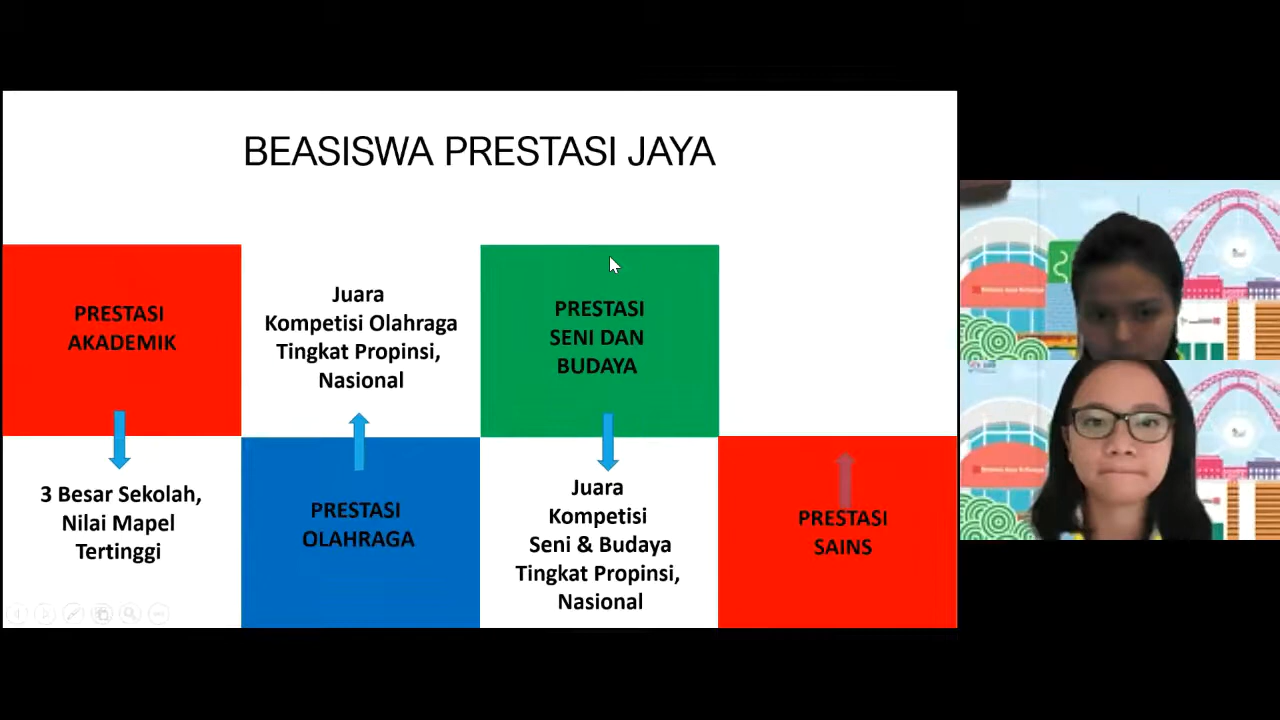 BEASISWA PRESTASI JAYA
PRESTASI
AKADEMIK
3 Besar Sekolah,
Nilai Mapel
Tertinggi
Juara
Kompetisi Olahraga
Tingkat Propinsi,
Nasional
PRESTASI
OLAHRAGA
PRESTASI
SENI DAN
BUDAYA
Juara
Kompetisi
Seni & Budaya
Tingkat Propinsi,
Nasional
PRESTASI
SAINS